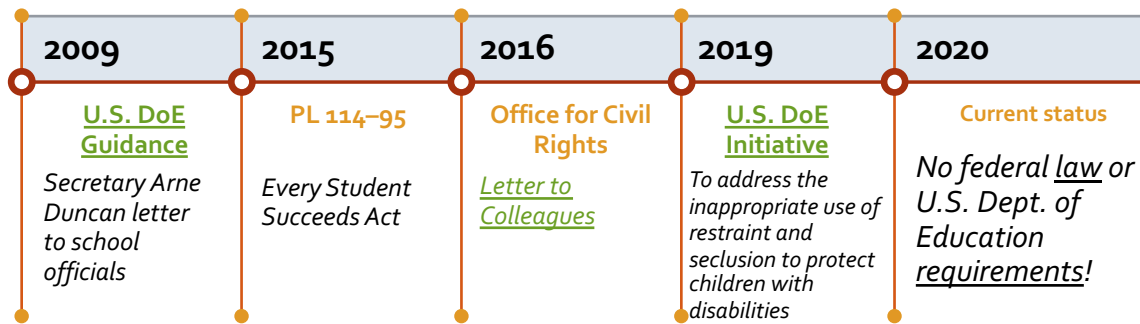 2009
U.S. DoE
Guidance
Secretary Arne
Duncan letter
to school
officials
2015
PL 114–95
Every Student
Succeeds Act
2016
Office for Civil
Rights
Letter to
Colleagues
2019
U.S. DoE
Initiative
To address the
inappropriate use of
restraint and
seclusion to protect
children with
disabilities
2020
Current status
No federal law or
U.S. Dept. of
Education
requirements!